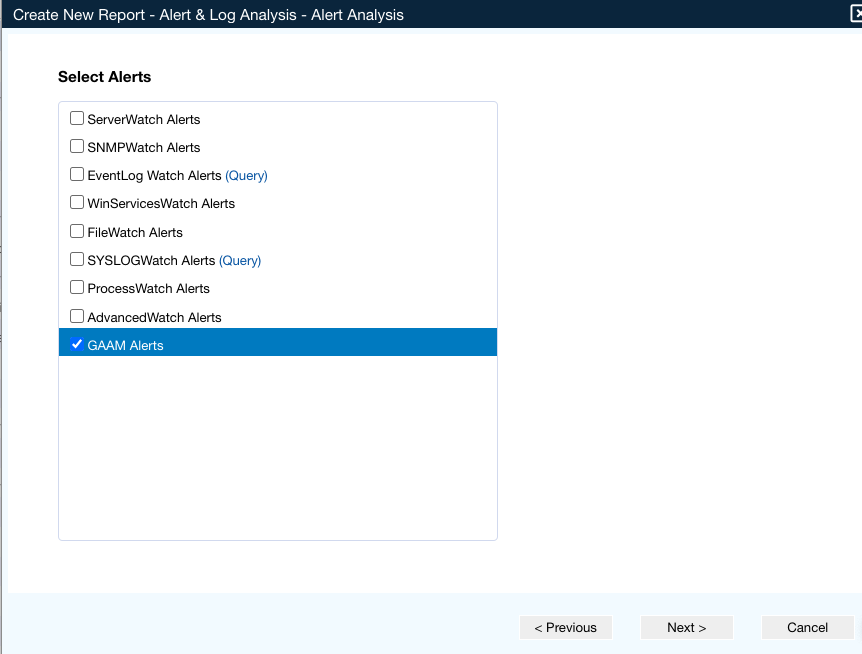 Create New Report - Alert & Log Analysis - Alert Analysis
Select Alerts
ServerWatch Alerts
SNMPWatch Alerts
EventLog Watch Alerts (Query)
WinServicesWatch Alerts
FileWatch Alerts
SYSLOGWatch Alerts (Query)
ProcessWatch Alerts
AdvancedWatch Alerts
GAAM Alerts
< Previous Next > Cancel